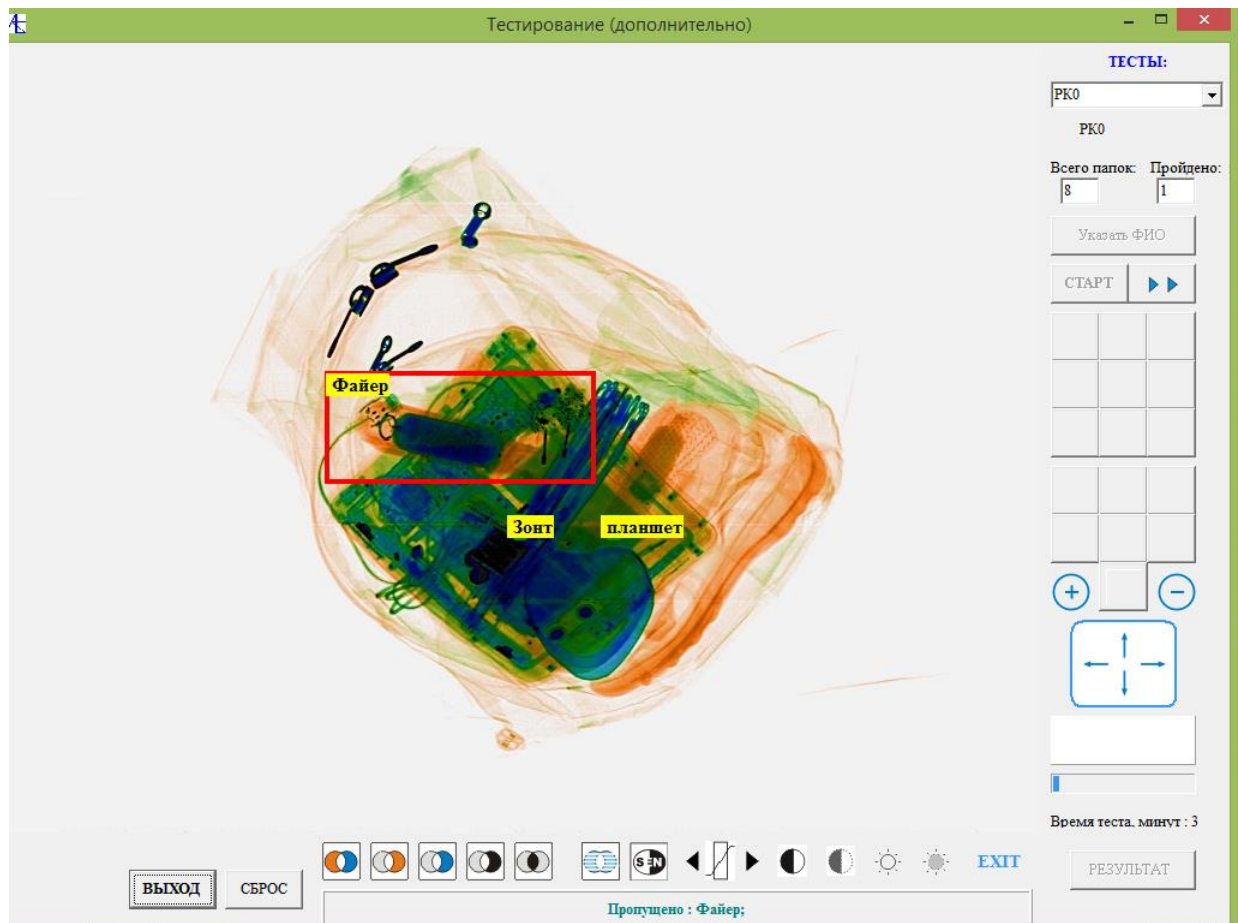 Тестирование (дополнительно)
ТЕСТЫ:
РК0
РК0
Всего папок: Пройдено:
8 1
Указать ФИО
СТАРТ
Файер
Зонт планшет
Время теста, минут : 3
SEN
EXIT
ВЫХОД СБРОС
РЕЗУЛЬТАТ
Пропущено : Файер;